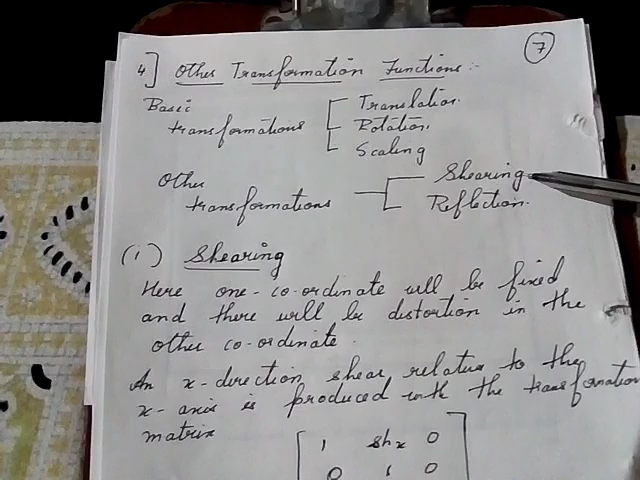 7
4] Other Transformation Functions :-
Basic
transformations
Translation.
Rotation.
Scaling
Other
transformations
Shearing
Reflection.
(1) Shearing
Here one-co-ordinate will be fixed
and there will be distortion in the
other co-ordinate.
An x-direction shear relative to the
x-axis is produced with the transformation
matrix
1 shx 0
0 1 0